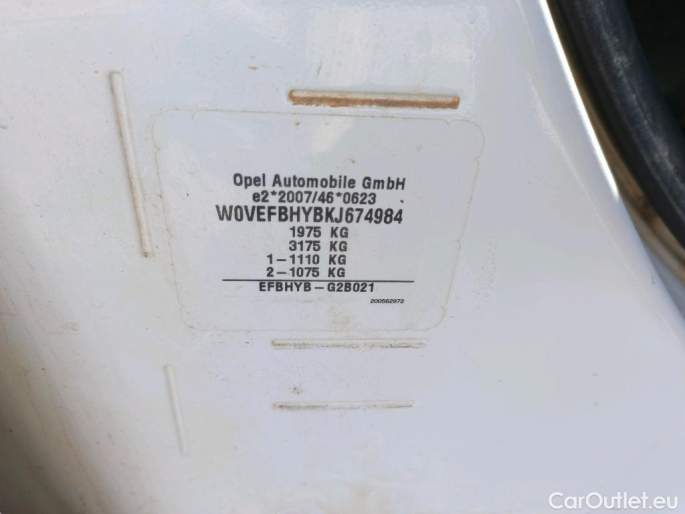 Opel Automobile GmbH
e2*2007/46*0623
W0VEFBHYBKJ674984
1975 KG
3175 KG
1-1110 KG
2-1075 KG
EFBHYB-G2B021
200562972
CarOutlet.eu